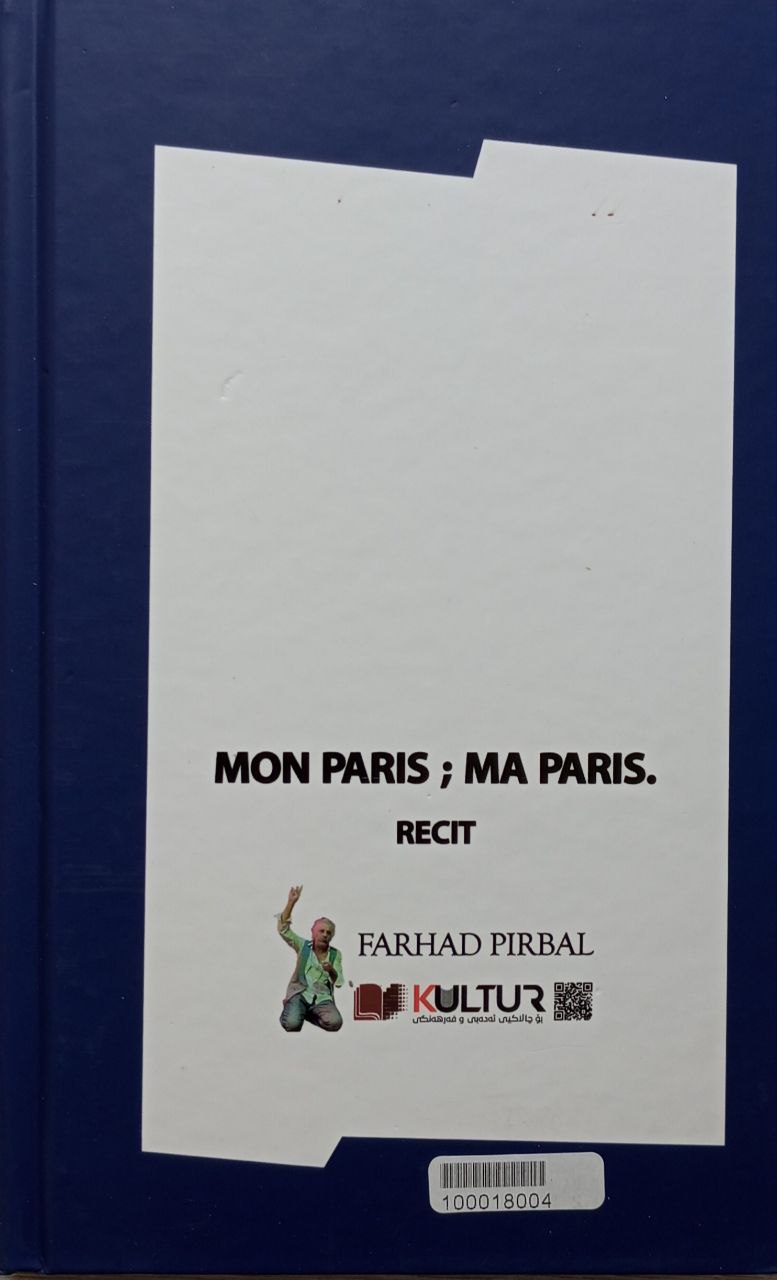 MON PARIS ; MA PARIS.
RECIT
FARHAD PIRBAL
KULTUR
بۆ چالاکیی ئەدەبی و فەرهەنگی
100018004